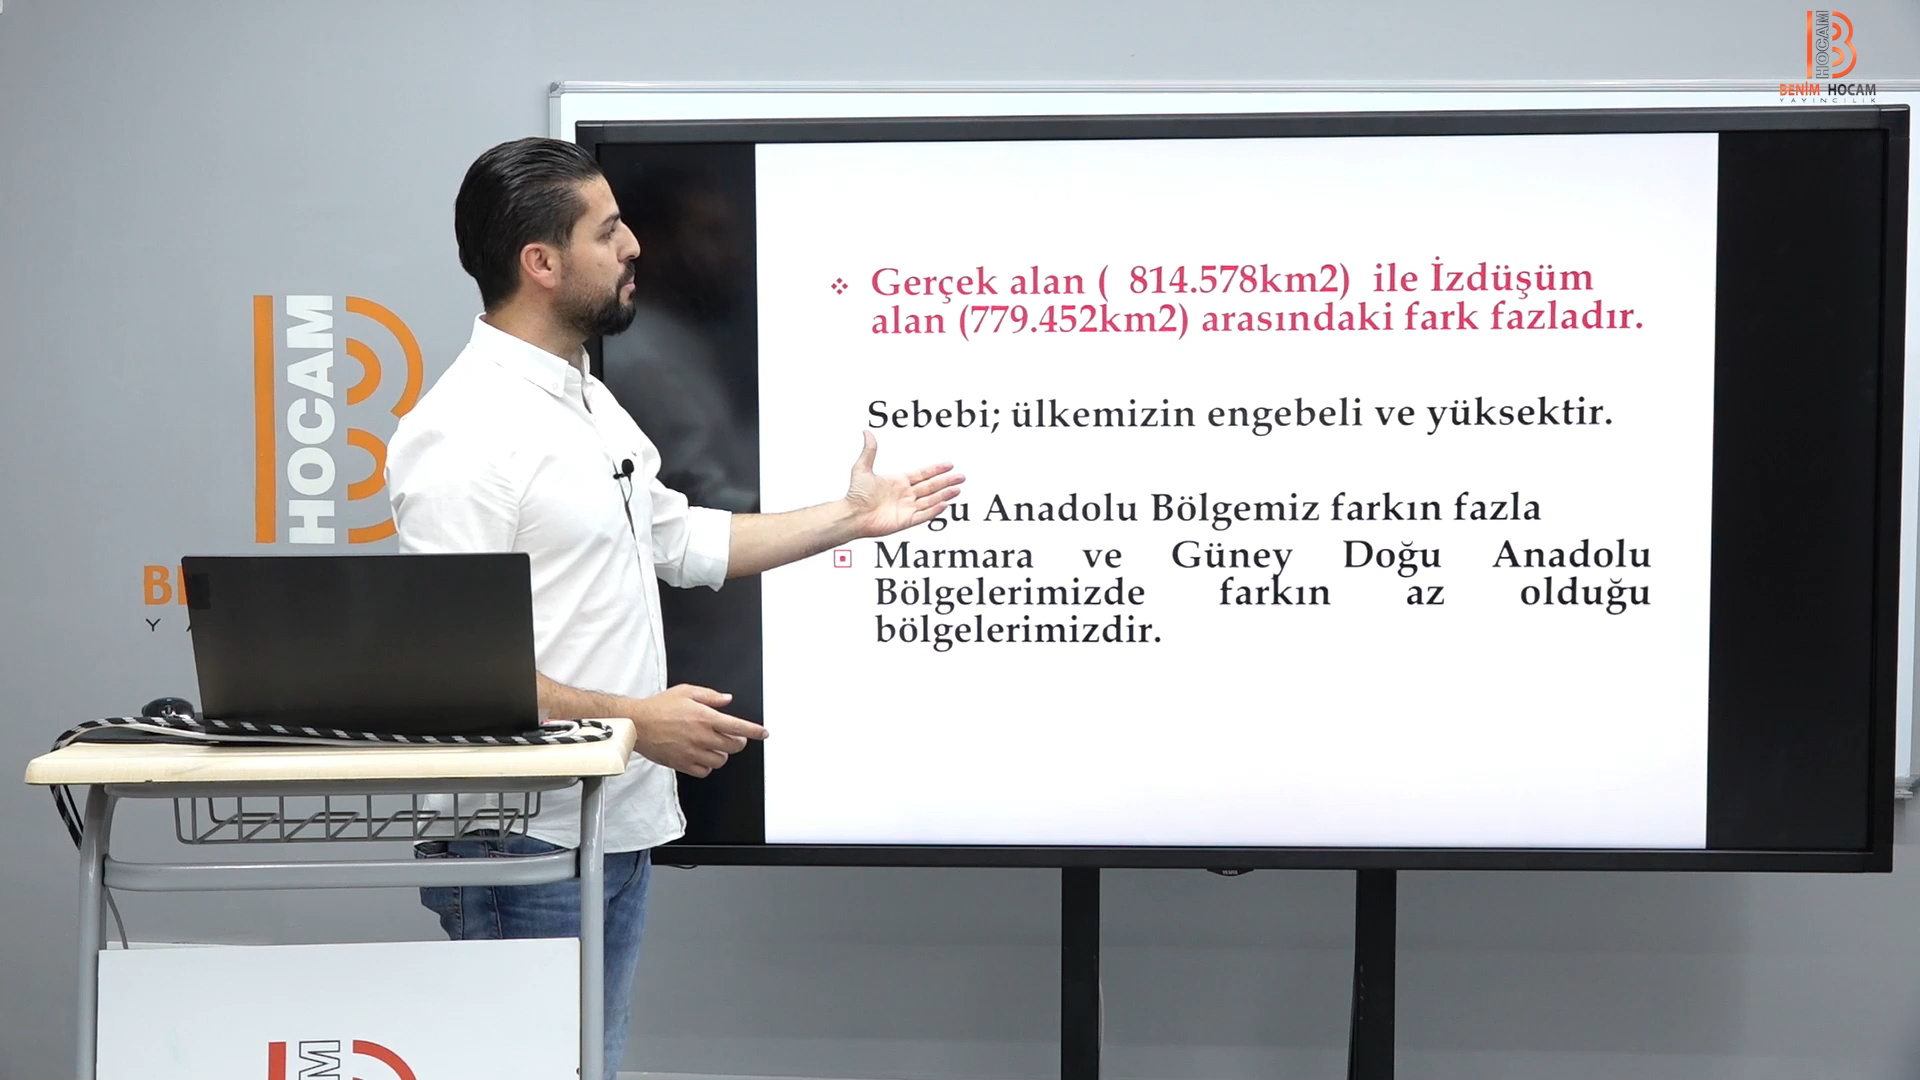 BENİM HOCAM
YAYINCILIK
HOCAM
Gerçek alan ( 814.578km2) ile İzdüşüm
alan (779.452km2) arasındaki fark fazladır.
Sebebi; ülkemizin engebeli ve yüksektir.
Anadolu Bölgemiz farkın fazla
Marmara ve Güney Doğu Anadolu
Bölgelerimizde farkın az olduğu
bölgelerimizdir.
HOCAM